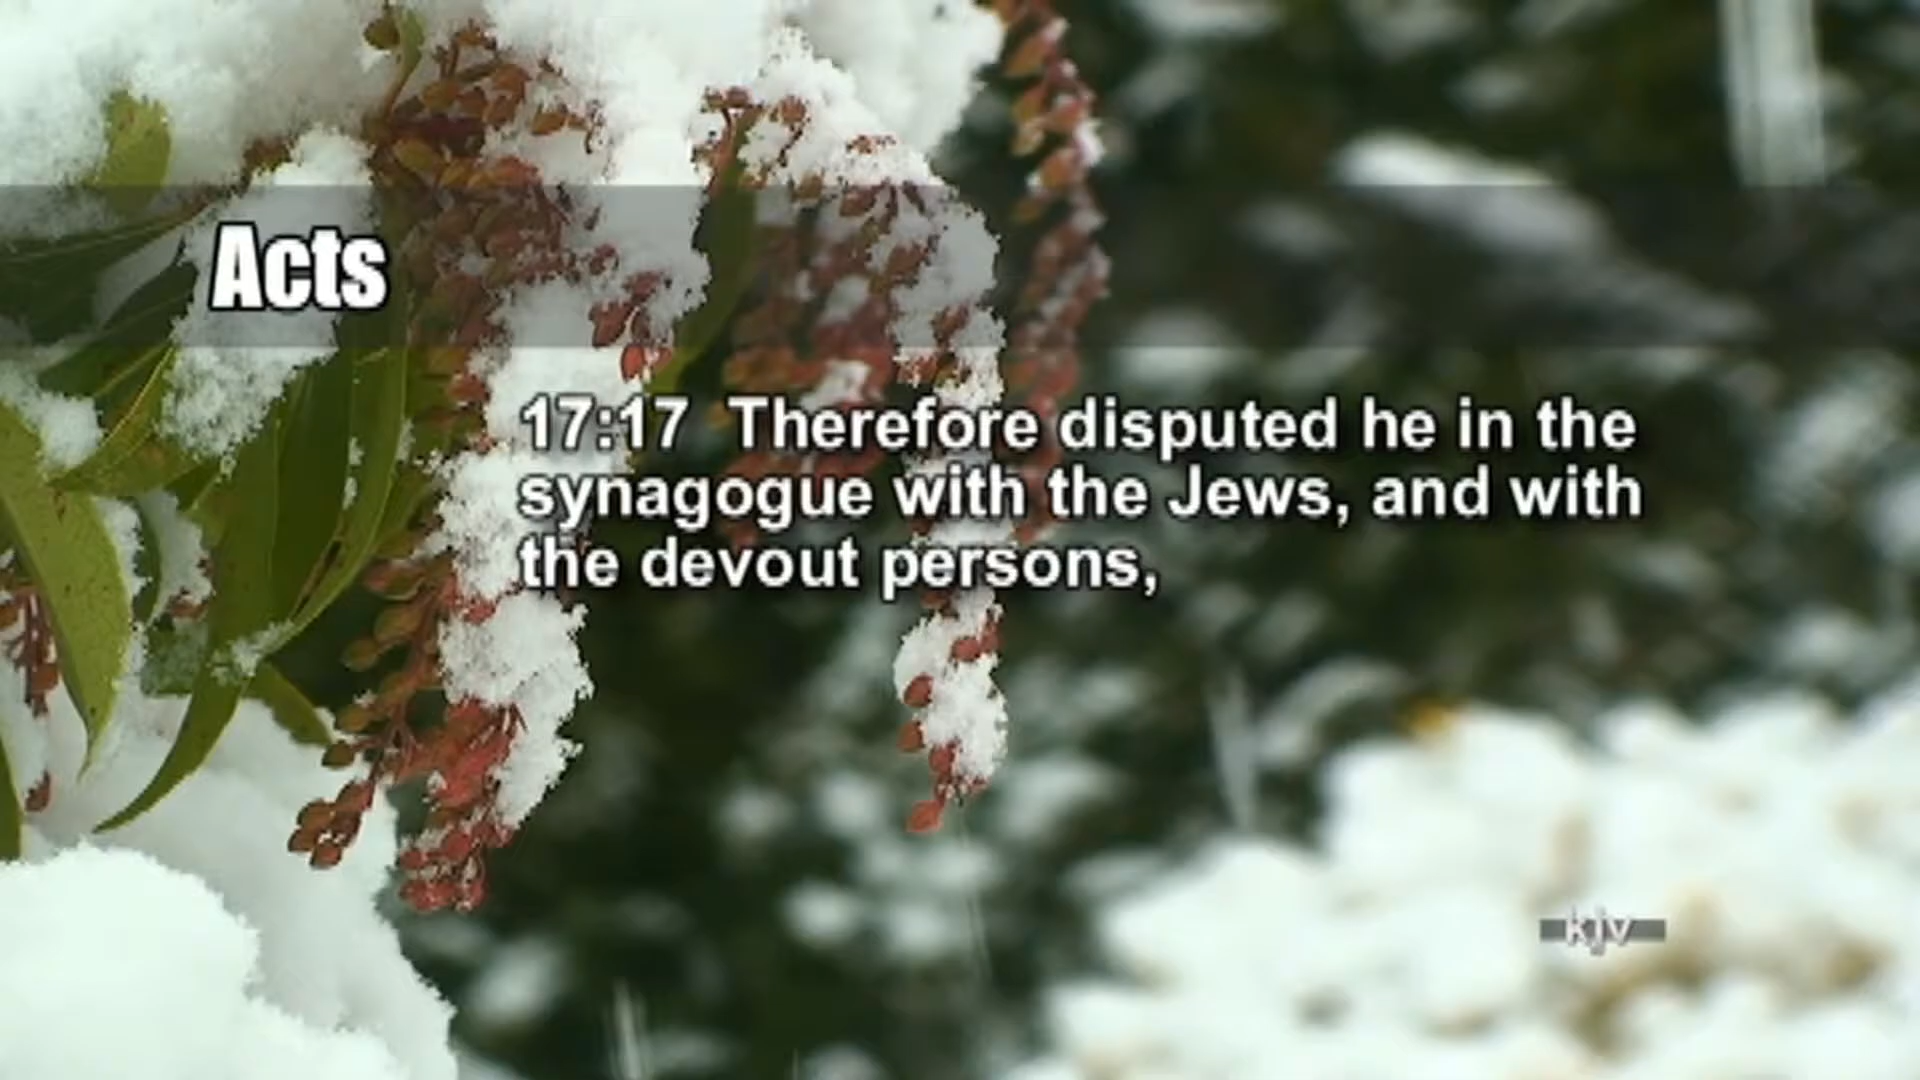 Acts
17:17 Therefore disputed he in the
synagogue with the Jews, and with
the devout persons,
kjv